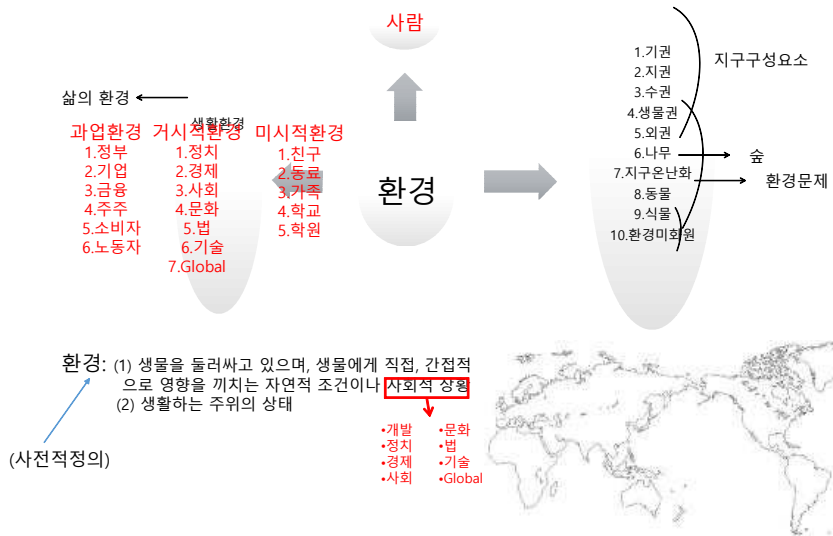 사람
삶의 환경
생활환경
과업환경
1.정부
2.기업
3.금융
4.주주
5.소비자
6.노동자
거시적환경
1.정치
2.경제
3.사회
4.문화
5.법
6.기술
7.Global
미시적환경
1.친구
2.동료
3.가족
4.학교
5.학원
환경
1.기권
2.지권
3.수권
4.생물권
5.외권
6.나무
7.지구온난화
8.동물
9.식물
10.환경미화원
지구구성요소
숲
환경문제
환경: (1) 생물을 둘러싸고 있으며, 생물에게 직접, 간접적
으로 영향을 끼치는 자연적 조건이나 사회적 상황
(2) 생활하는 주위의 상태
(사전적정의)
•개발
•정치
•경제
•사회
•문화
•법
•기술
•Global